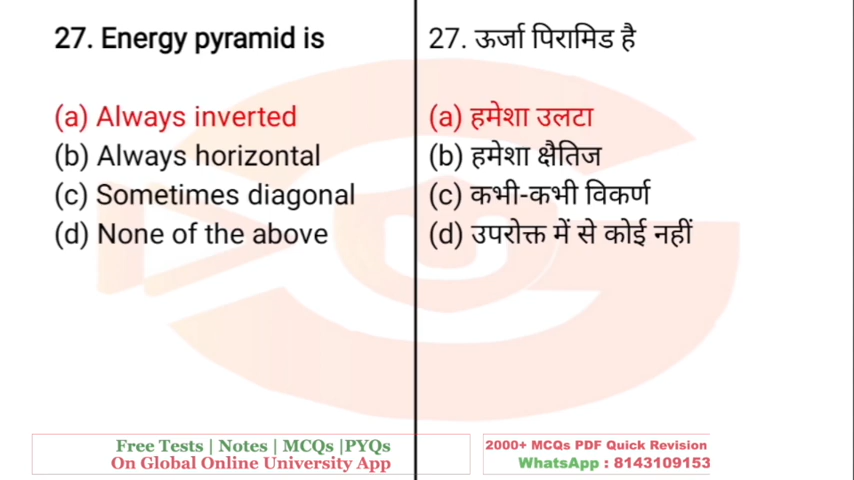 27. Energy pyramid is
(a) Always inverted
(b) Always horizontal
(c) Sometimes diagonal
(d) None of the above
27. ऊर्जा पिरामिड है
(a) हमेशा उलटा
(b) हमेशा क्षैतिज
(c) कभी-कभी विकर्ण
(d) उपरोक्त में से कोई नहीं
Free Tests | Notes | MCQs |PYQs
On Global Online University App
2000+ MCQs PDF Quick Revision
WhatsApp : 8143109153